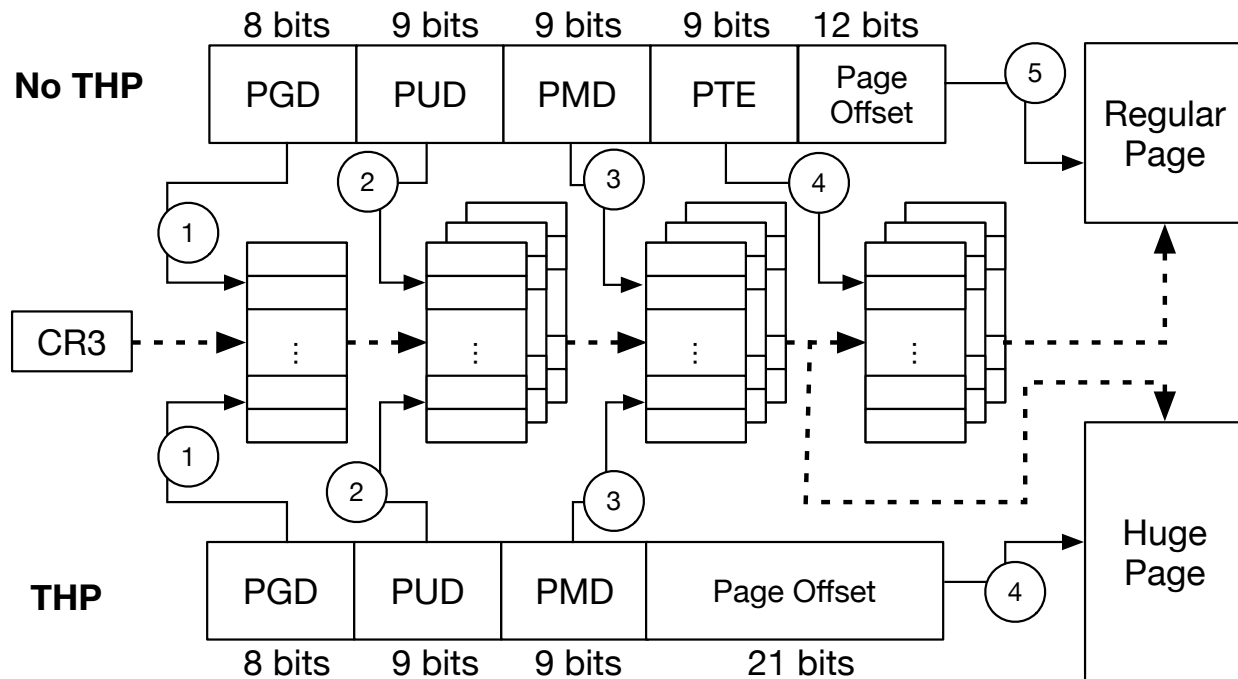 8 bits 9 bits 9 bits 9 bits 12 bits
No THP PGD PUD PMD PTE Page Offset 5 Regular Page
2 3 4
1
CR3 ⋮ ⋮ ⋮ ⋮
1
2 3
THP PGD PUD PMD Page Offset 4 Huge Page
8 bits 9 bits 9 bits 21 bits